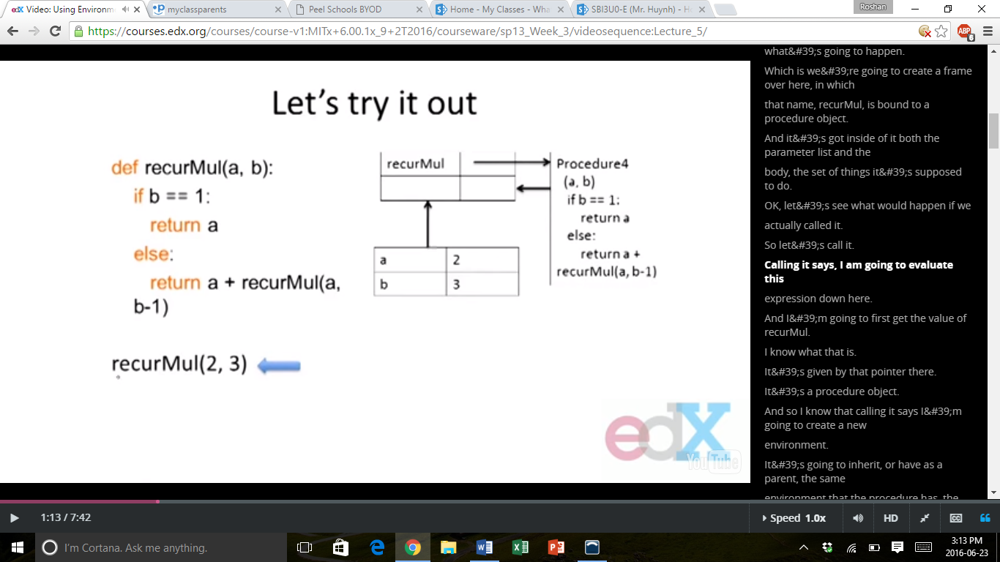 Using Environm
myclassparents
Peel Schools BYOD
Home - My Classes - Wha
SBI3U0-E (Mr. Huynh) - H
Roshan
https://courses.edx.org/courses/course-v1:MITx+6.00.1x_9+2T2016/courseware/sp13_Week_3/videosequence:Lecture_5/
ABP
6
Let's try it out
def recurMul(a, b):
if b == 1:
return a
else:
return a + recurMul(a,
b-1)
recurMul(2, 3)
recurMul
a 2
b 3
Procedure4
(a, b)
if b == 1:
return a
else:
return a +
recurMul(a, b-1)
edX
YouTube
what&#39;s going to happen.
Which is we&#39;re going to create a frame
over here, in which
that name, recurMul, is bound to a
procedure object.
And it&#39;s got inside of it both the
parameter list and the
body, the set of things it&#39;s supposed
to do.
OK, let&#39;s see what would happen if we
actually called it.
So let&#39;s call it.
Calling it says, I am going to evaluate
this
expression down here.
And I&#39;m going to first get the value of
recurMul.
I know what that is.
It&#39;s given by that pointer there.
It&#39;s a procedure object.
And so I know that calling it says I&#39;m
going to create a new
environment.
It&#39;s going to inherit, or have as a
parent, the same
environment that the procedure has, the
1:13 / 7:42
Speed 1.0x
HD
I'm Cortana. Ask me anything.
3:13 PM
2016-06-23